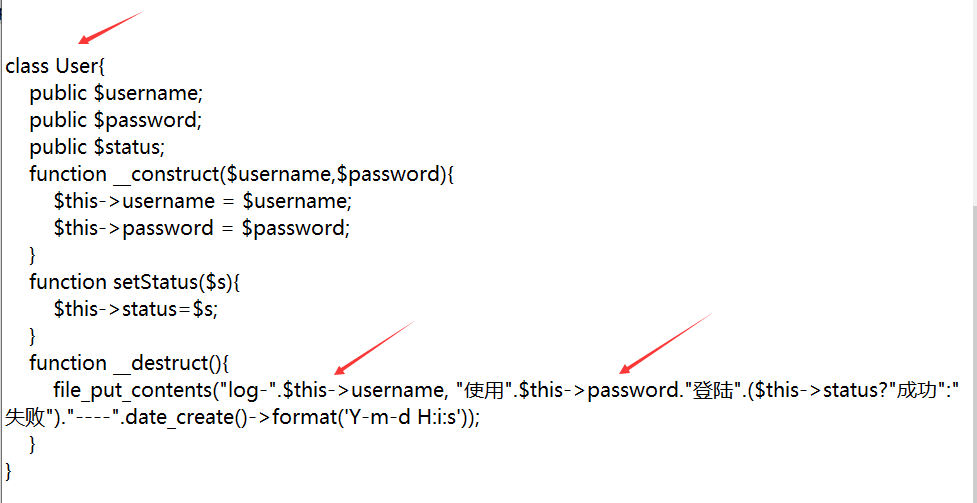 class User{
    public $username;
    public $password;
    public $status;
    function __construct($username,$password){
        $this->username = $username;
        $this->password = $password;
    }
    function setStatus($s){
        $this->status=$s;
    }
    function __destruct(){
        file_put_contents("log-".$this->username, "使用".$this->password."登陆".($this->status?"成功":"
失败")."----".date_create()->format('Y-m-d H:i:s'));
    }
}